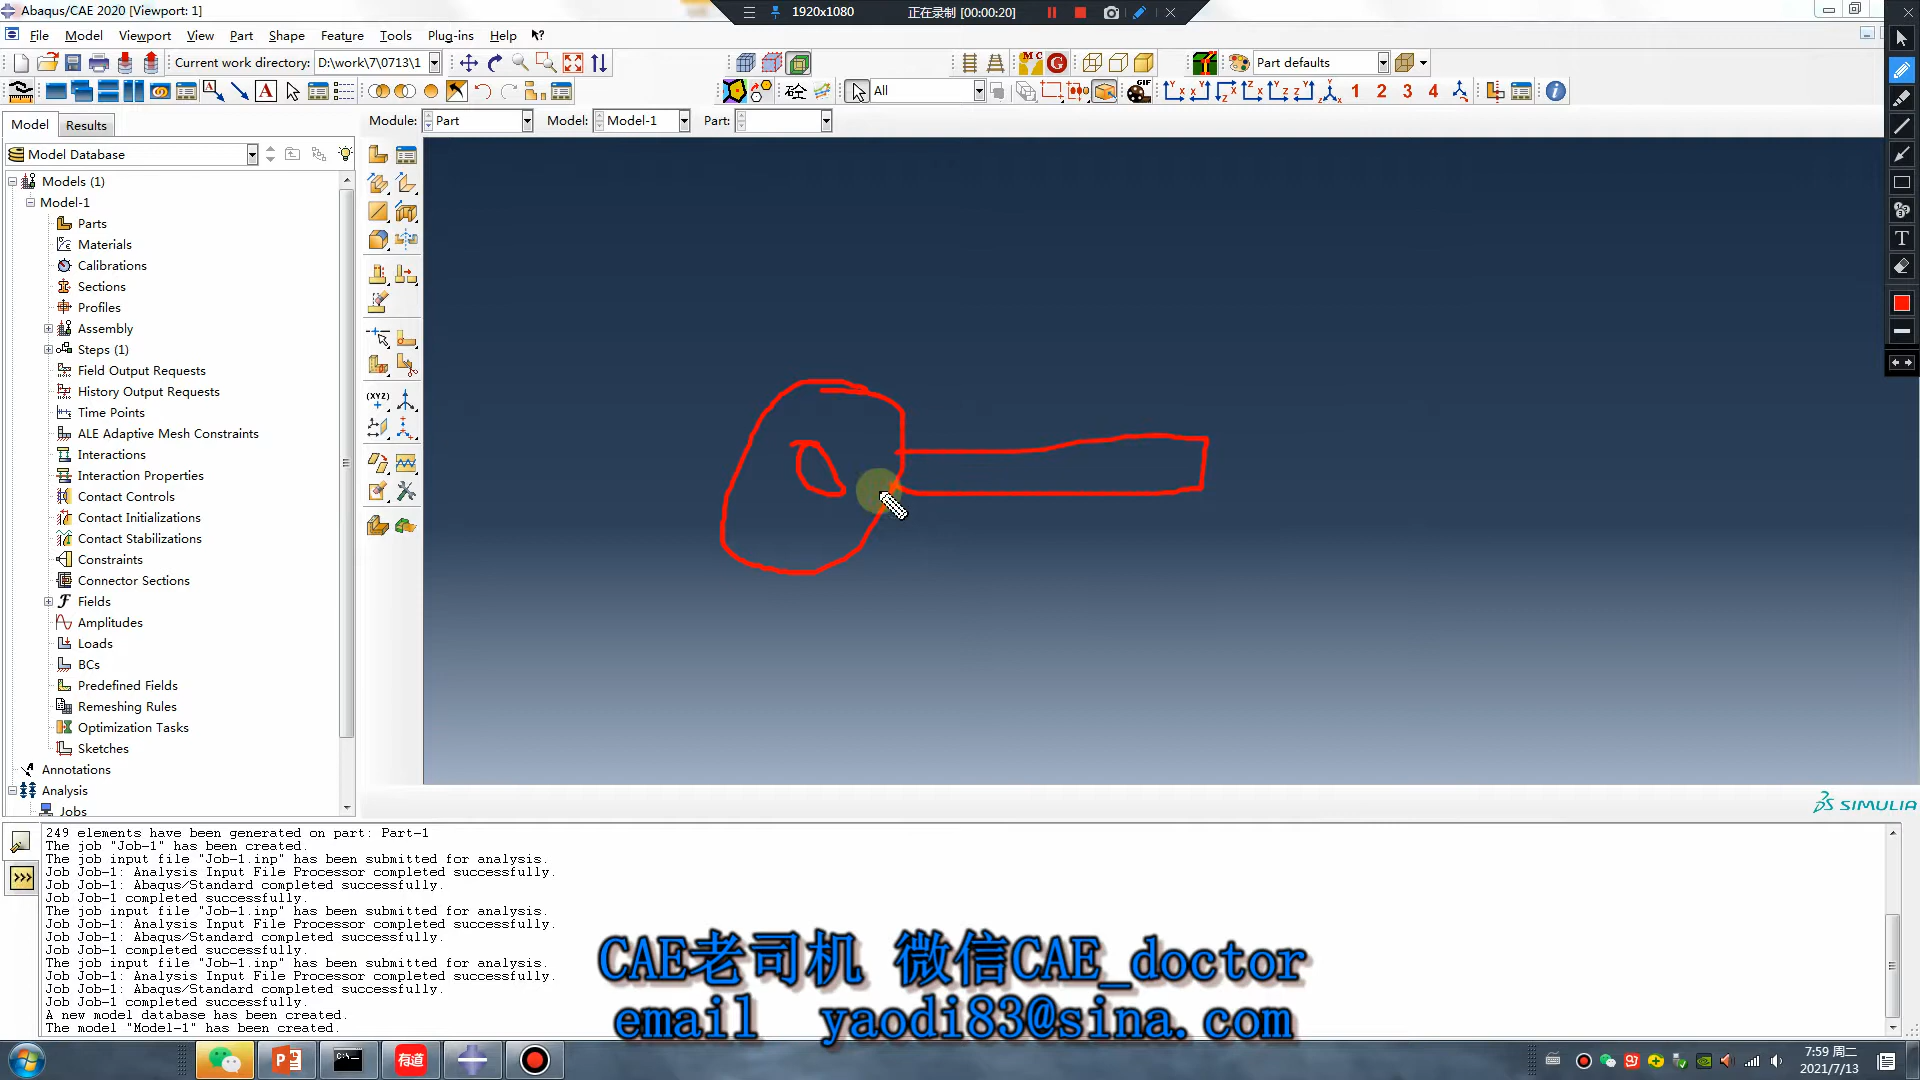 Abaqus/CAE 2020 [Viewport: 1]
1920x1080
正在录制 [00:00:20]
File Model Viewport View Part Shape Feature Tools Plug-ins Help
Current work directory: D:\work\7\0713\1
MC
G
Part defaults
A
A
砼
All
GIF
1 2 3 4
Model
Results
Module: Part
Model: Model-1
Part:
Model Database
Models (1)
Model-1
Parts
Materials
Calibrations
Sections
Profiles
Assembly
Steps (1)
Field Output Requests
History Output Requests
Time Points
ALE Adaptive Mesh Constraints
Interactions
Interaction Properties
Contact Controls
Contact Initializations
Contact Stabilizations
Constraints
Connector Sections
Fields
Amplitudes
Loads
BCs
Predefined Fields
Remeshing Rules
Optimization Tasks
Sketches
Annotations
Analysis
Jobs
(XYZ)
T
SIMULIA
249 elements have been generated on part: Part-1
The job "Job-1" has been created.
The job input file "Job-1.inp" has been submitted for analysis.
Job Job-1: Analysis Input File Processor completed successfully.
Job Job-1: Abaqus/Standard completed successfully.
Job Job-1 completed successfully.
The job input file "Job-1.inp" has been submitted for analysis.
Job Job-1: Analysis Input File Processor completed successfully.
Job Job-1: Abaqus/Standard completed successfully.
Job Job-1 completed successfully.
The job input file "Job-1.inp" has been submitted for analysis.
Job Job-1: Analysis Input File Processor completed successfully.
Job Job-1: Abaqus/Standard completed successfully.
Job Job-1 completed successfully.
A new model database has been created.
The model "Model-1" has been created.
CAE老司机 微信CAE_doctor
email yaodi83@sina.com
有道
7:59 周二
2021/7/13